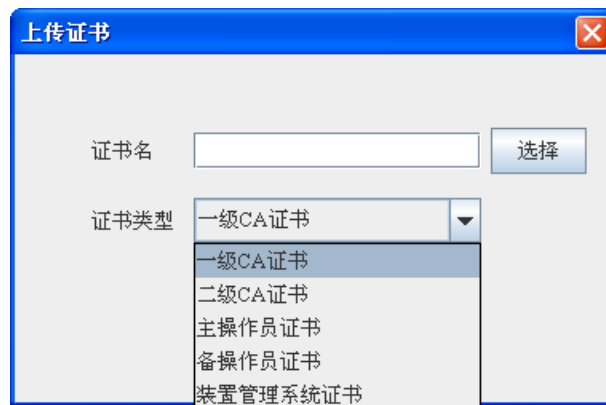 上传证书
证书名
选择
证书类型
一级CA证书
一级CA证书
二级CA证书
主操作员证书
备操作员证书
装置管理系统证书